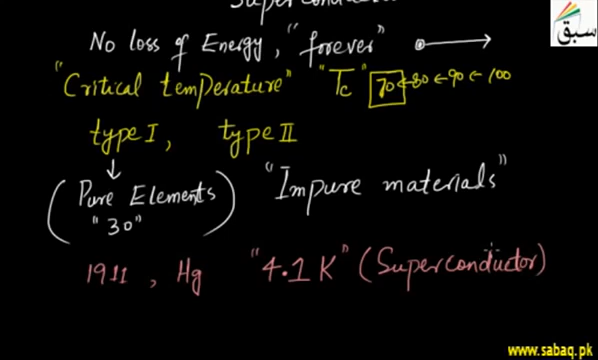 Superconductor
No loss of Energy, "forever"
"Critical temperature" "Tc" 70 ← 80 ← 90 ← 100
type I, type II
↓
(Pure Elements "30") "Impure materials"
1911, Hg "4.1 K" (Superconductor)
سبق
www.sabaq.pk